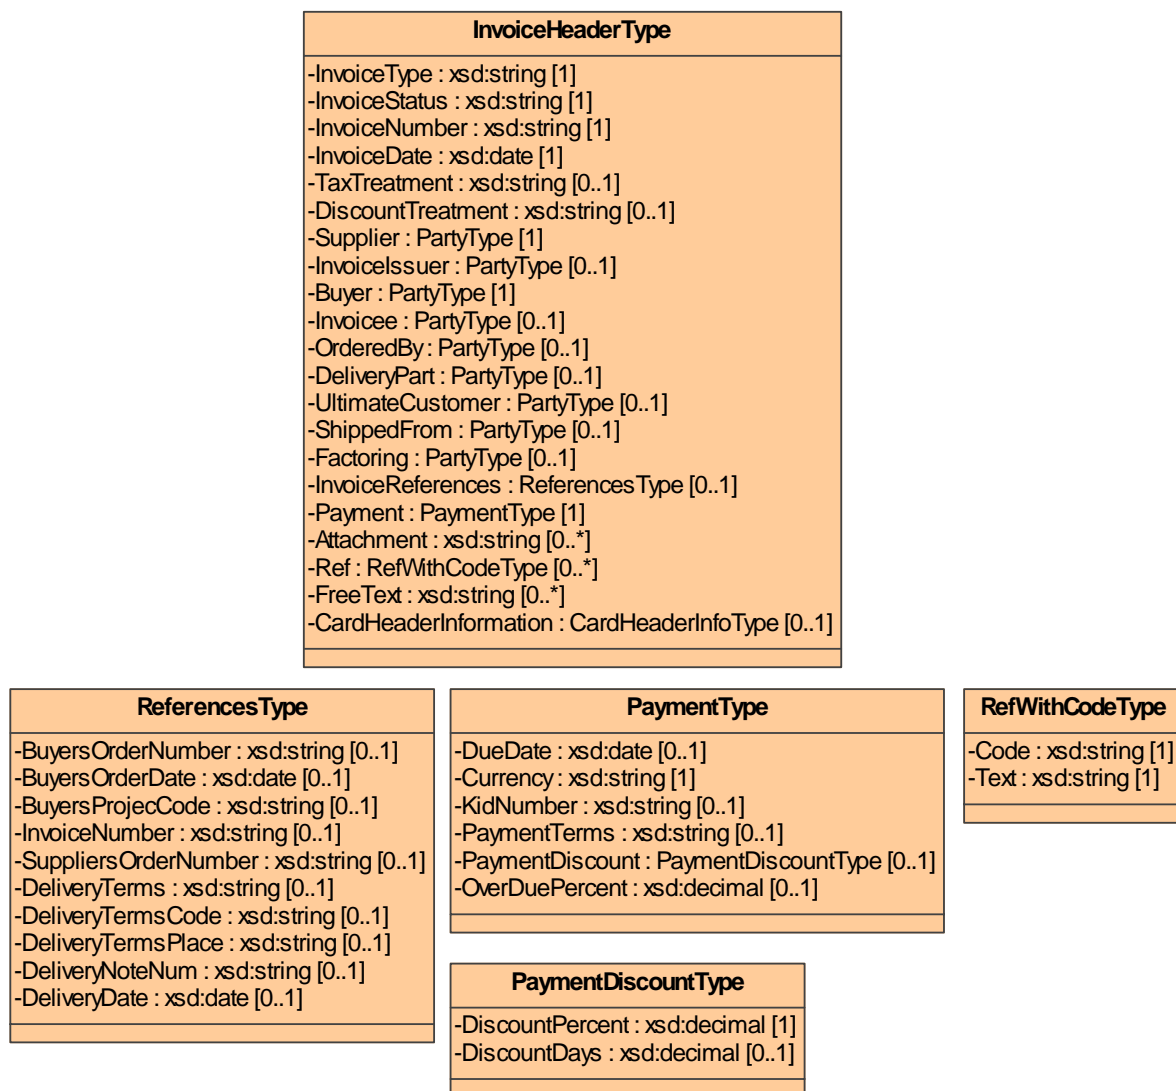 InvoiceHeaderType
-InvoiceType : xsd:string [1]
-InvoiceStatus : xsd:string [1]
-InvoiceNumber : xsd:string [1]
-InvoiceDate : xsd:date [1]
-TaxTreatment : xsd:string [0..1]
-DiscountTreatment : xsd:string [0..1]
-Supplier : PartyType [1]
-InvoiceIssuer : PartyType [0..1]
-Buyer : PartyType [1]
-Invoicee : PartyType [0..1]
-OrderedBy : PartyType [0..1]
-DeliveryPart : PartyType [0..1]
-UltimateCustomer : PartyType [0..1]
-ShippedFrom : PartyType [0..1]
-Factoring : PartyType [0..1]
-InvoiceReferences : ReferencesType [0..1]
-Payment : PaymentType [1]
-Attachment : xsd:string [0..*]
-Ref : RefWithCodeType [0..*]
-FreeText : xsd:string [0..*]
-CardHeaderInformation : CardHeaderInfoType [0..1]
ReferencesType
-BuyersOrderNumber : xsd:string [0..1]
-BuyersOrderDate : xsd:date [0..1]
-BuyersProjecCode : xsd:string [0..1]
-InvoiceNumber : xsd:string [0..1]
-SuppliersOrderNumber : xsd:string [0..1]
-DeliveryTerms : xsd:string [0..1]
-DeliveryTermsCode : xsd:string [0..1]
-DeliveryTermsPlace : xsd:string [0..1]
-DeliveryNoteNum : xsd:string [0..1]
-DeliveryDate : xsd:date [0..1]
PaymentType
-DueDate : xsd:date [0..1]
-Currency : xsd:string [1]
-KidNumber : xsd:string [0..1]
-PaymentTerms : xsd:string [0..1]
-PaymentDiscount : PaymentDiscountType [0..1]
-OverDuePercent : xsd:decimal [0..1]
RefWithCodeType
-Code : xsd:string [1]
-Text : xsd:string [1]
PaymentDiscountType
-DiscountPercent : xsd:decimal [1]
-DiscountDays : xsd:decimal [0..1]